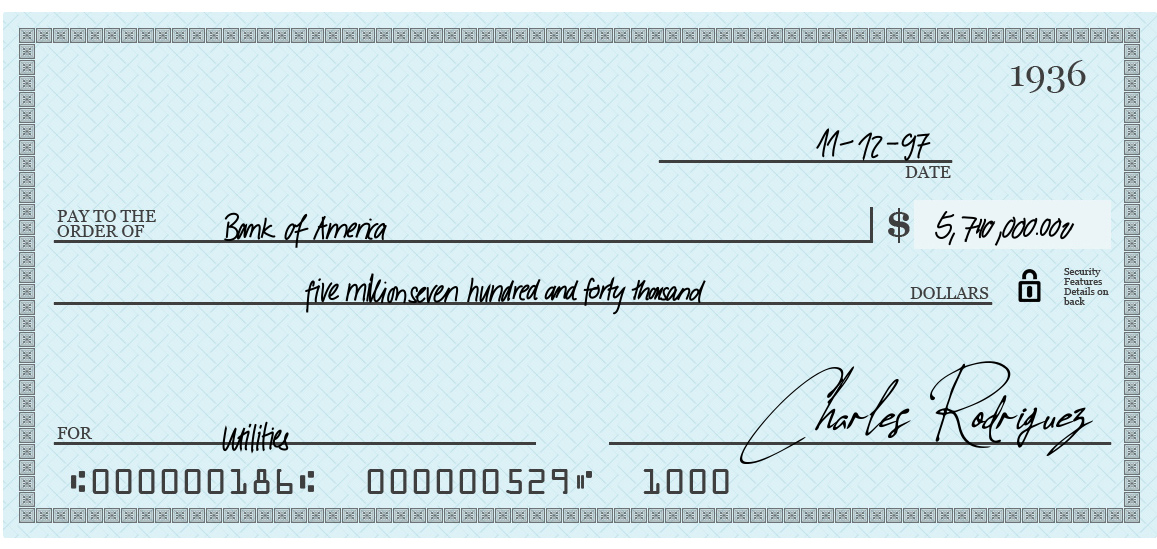 1936
11-12-97
DATE
PAY TO THE
ORDER OF
Bank of America
$ 5,740,000.00
five million seven hundred and forty thousand
DOLLARS
Security
Features
Details on
back
FOR
Utilities
Charles Rodriguez
⑆000000186⑆ 000000529⑈ 1000